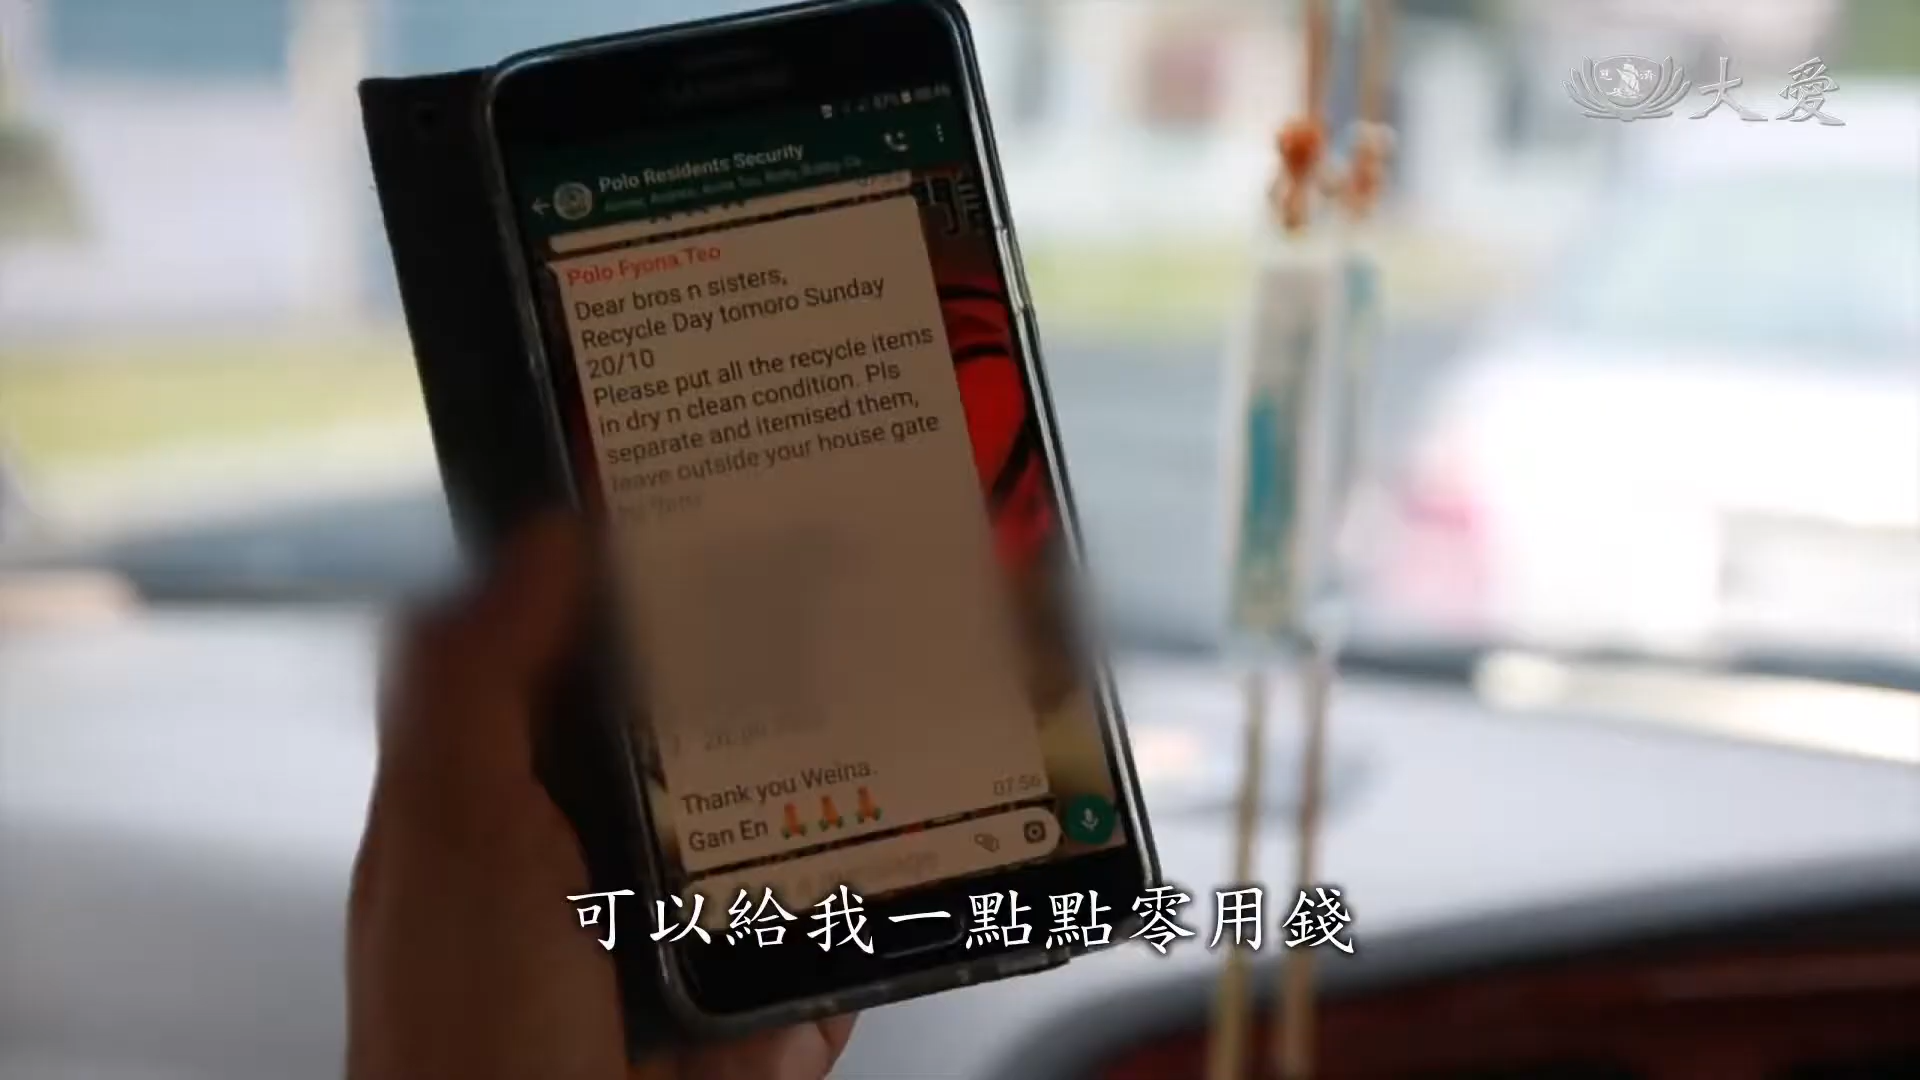 慈濟 大愛
Polo Residents Security
Polo Fyona Teo
Dear bros n sisters,
Recycle Day tomoro Sunday
20/10
Please put all the recycle items
in dry n clean condition. Pls
separate and itemised them,
leave outside your house gate
Thank you Weina.
07:56
Gan En 🙏🙏🙏
可以給我一點點零用錢